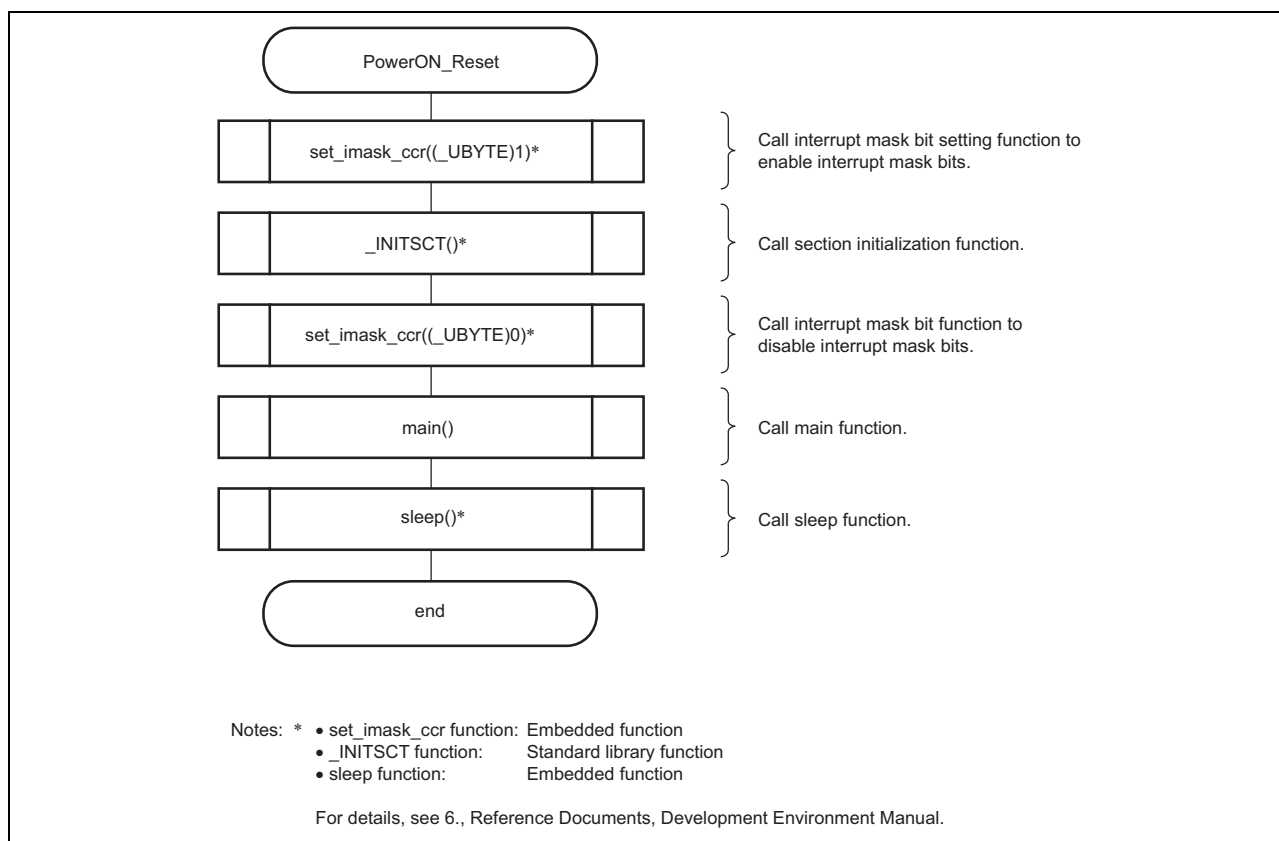 PowerON_Reset
set_imask_ccr((_UBYTE)1)*
Call interrupt mask bit setting function to
enable interrupt mask bits.
_INITSCT()*
Call section initialization function.
set_imask_ccr((_UBYTE)0)*
Call interrupt mask bit function to
disable interrupt mask bits.
main()
Call main function.
sleep()*
Call sleep function.
end
Notes: * • set_imask_ccr function: Embedded function
• _INITSCT function: Standard library function
• sleep function: Embedded function
For details, see 6., Reference Documents, Development Environment Manual.